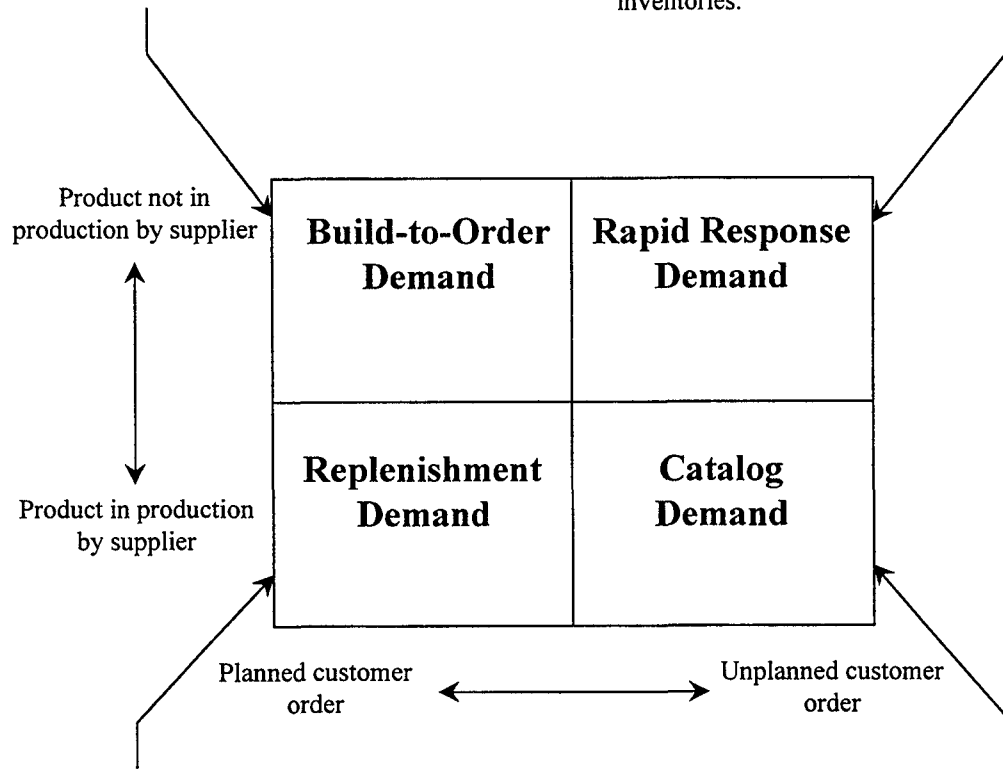 inventories.
Product not in
production by supplier
Build-to-Order
Demand
Rapid Response
Demand
Replenishment
Demand
Catalog
Demand
Product in production
by supplier
Planned customer
order
Unplanned customer
order